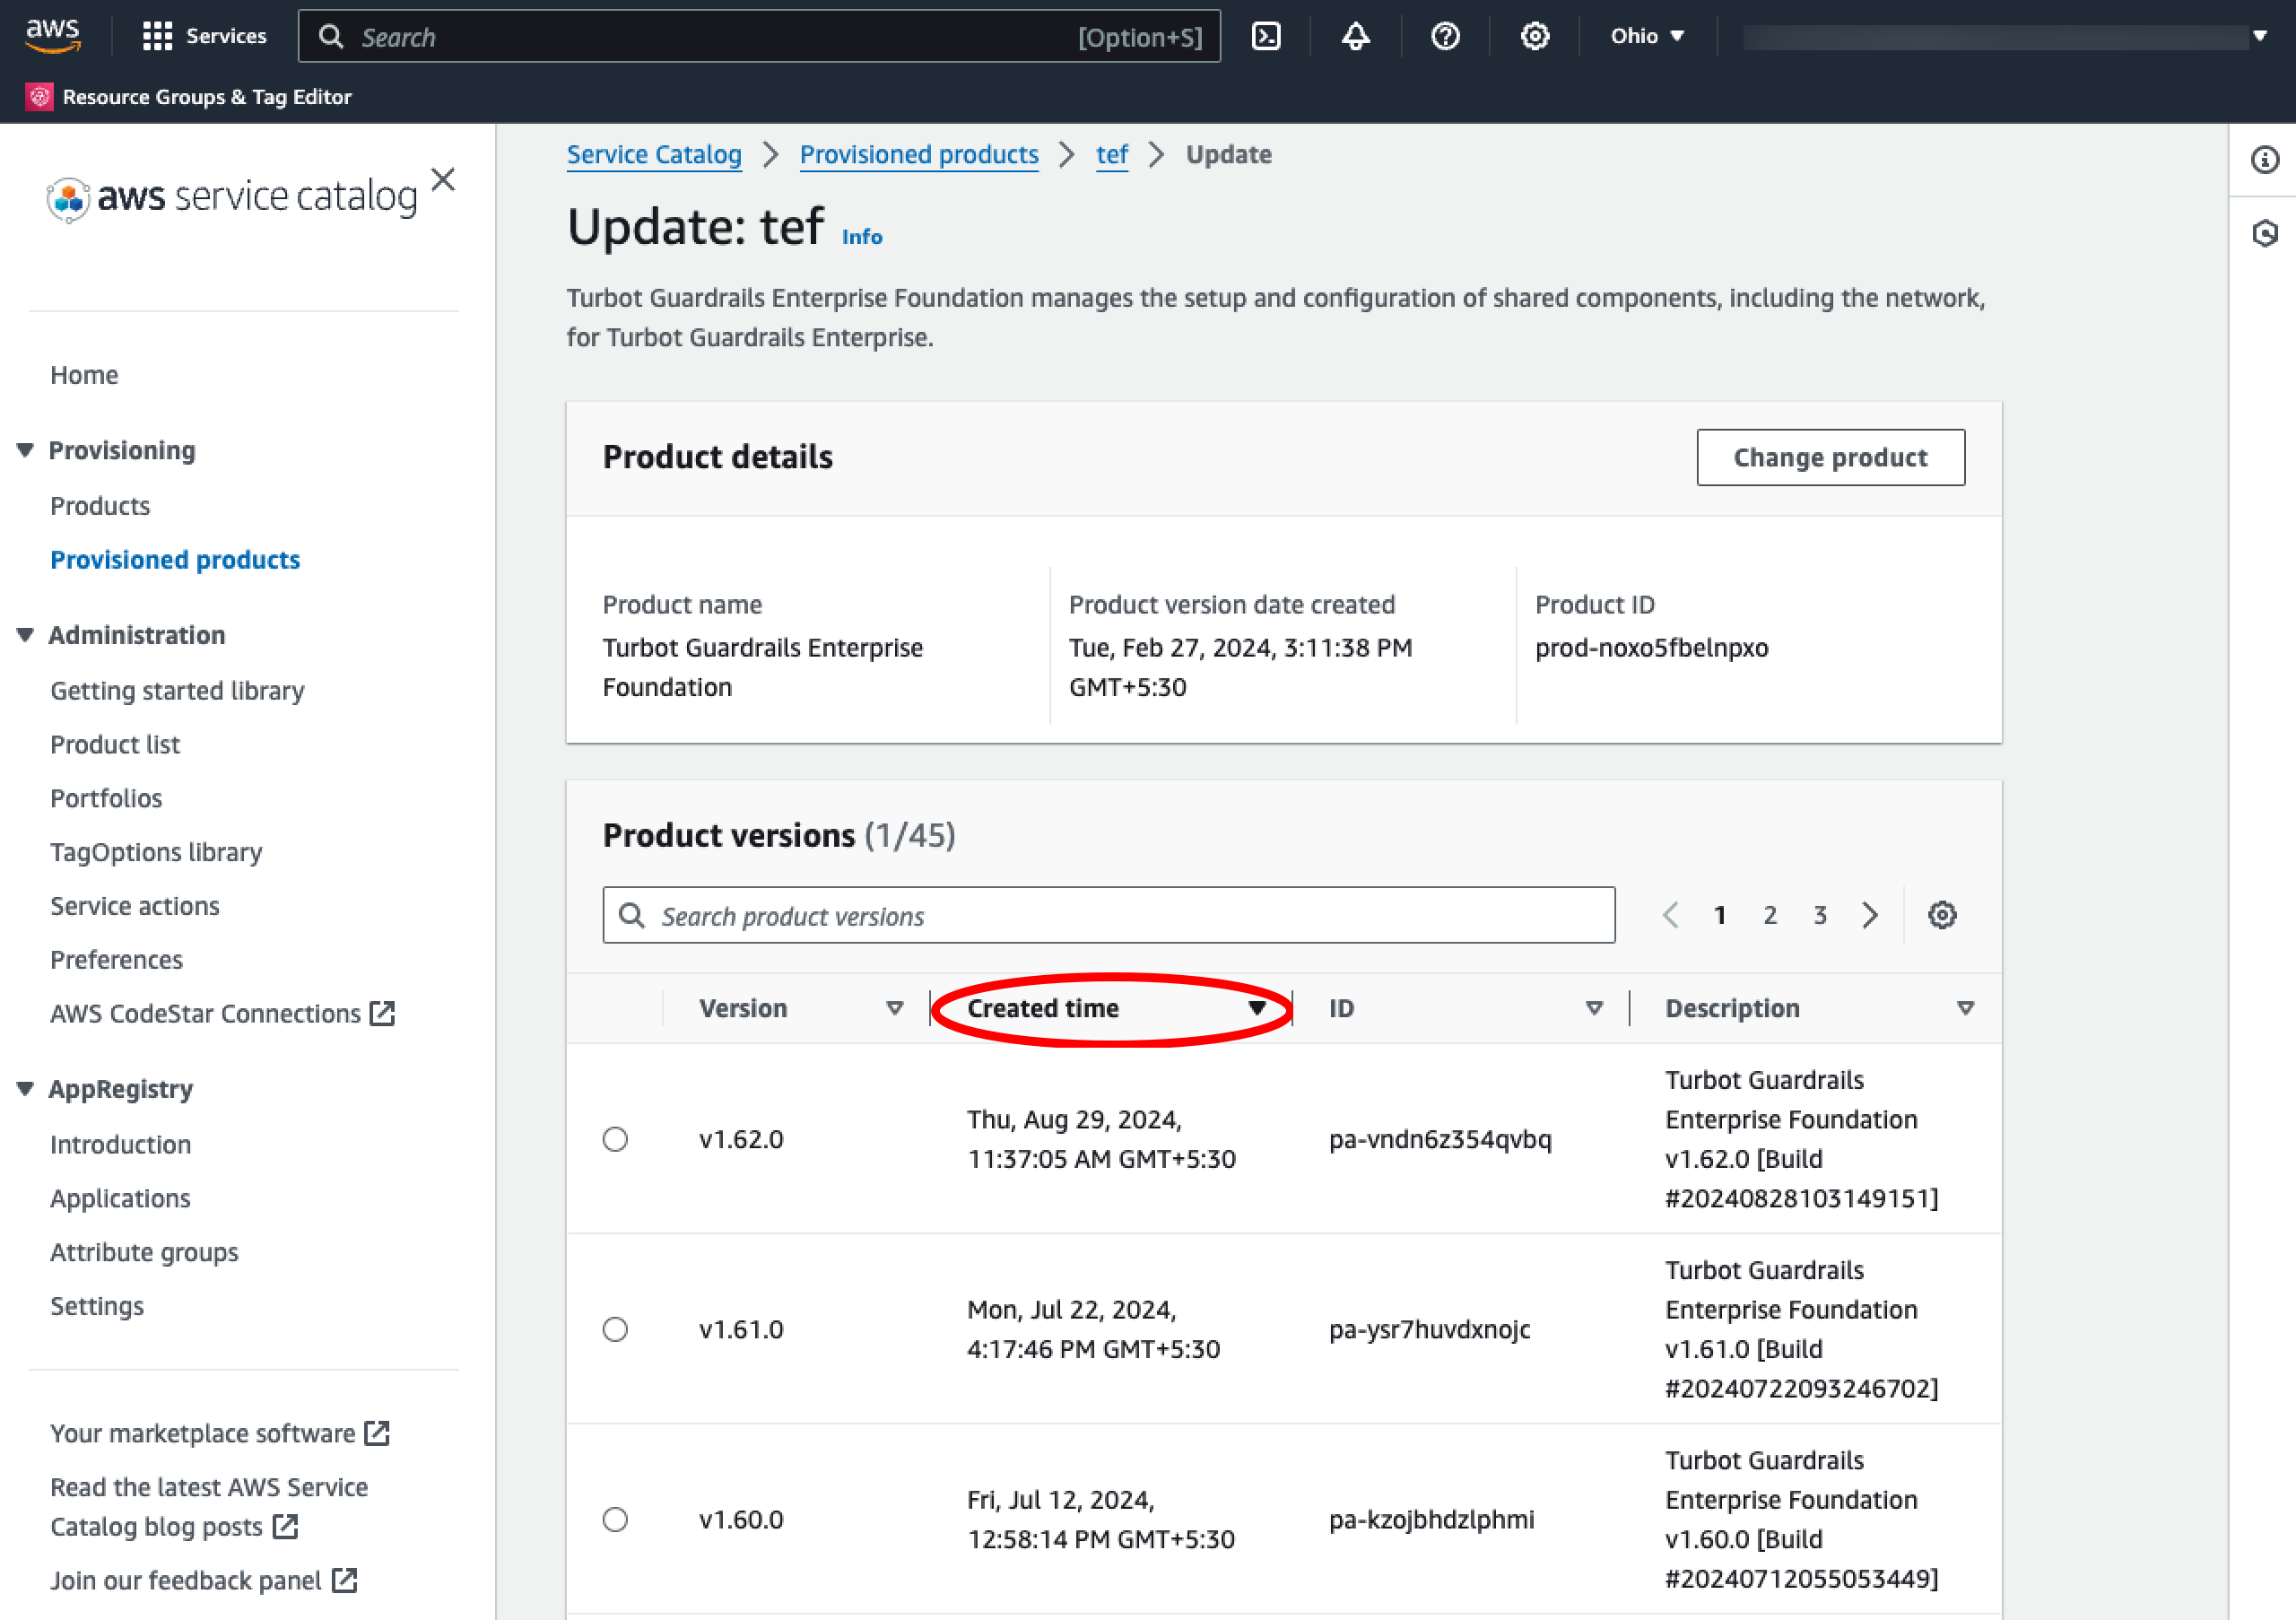 aws
Services
Search
[Option+S]
Ohio
Resource Groups & Tag Editor
aws service catalog
Home
Provisioning
Products
Provisioned products
Administration
Getting started library
Product list
Portfolios
TagOptions library
Service actions
Preferences
AWS CodeStar Connections
AppRegistry
Introduction
Applications
Attribute groups
Settings
Your marketplace software
Read the latest AWS Service
Catalog blog posts
Join our feedback panel
Service Catalog > Provisioned products > tef > Update
Update: tef Info
Turbot Guardrails Enterprise Foundation manages the setup and configuration of shared components, including the network,
for Turbot Guardrails Enterprise.
Product details
Change product
Product name
Turbot Guardrails Enterprise
Foundation
Product version date created
Tue, Feb 27, 2024, 3:11:38 PM
GMT+5:30
Product ID
prod-noxo5fbelnpxo
Product versions (1/45)
Search product versions
1 2 3
Version Created time ID Description
v1.62.0
Thu, Aug 29, 2024,
11:37:05 AM GMT+5:30
pa-vndn6z354qvbq
Turbot Guardrails
Enterprise Foundation
v1.62.0 [Build
#20240828103149151]
v1.61.0
Mon, Jul 22, 2024,
4:17:46 PM GMT+5:30
pa-ysr7huvdxnojc
Turbot Guardrails
Enterprise Foundation
v1.61.0 [Build
#20240722093246702]
v1.60.0
Fri, Jul 12, 2024,
12:58:14 PM GMT+5:30
pa-kzojbhdzlphmi
Turbot Guardrails
Enterprise Foundation
v1.60.0 [Build
#20240712055053449]